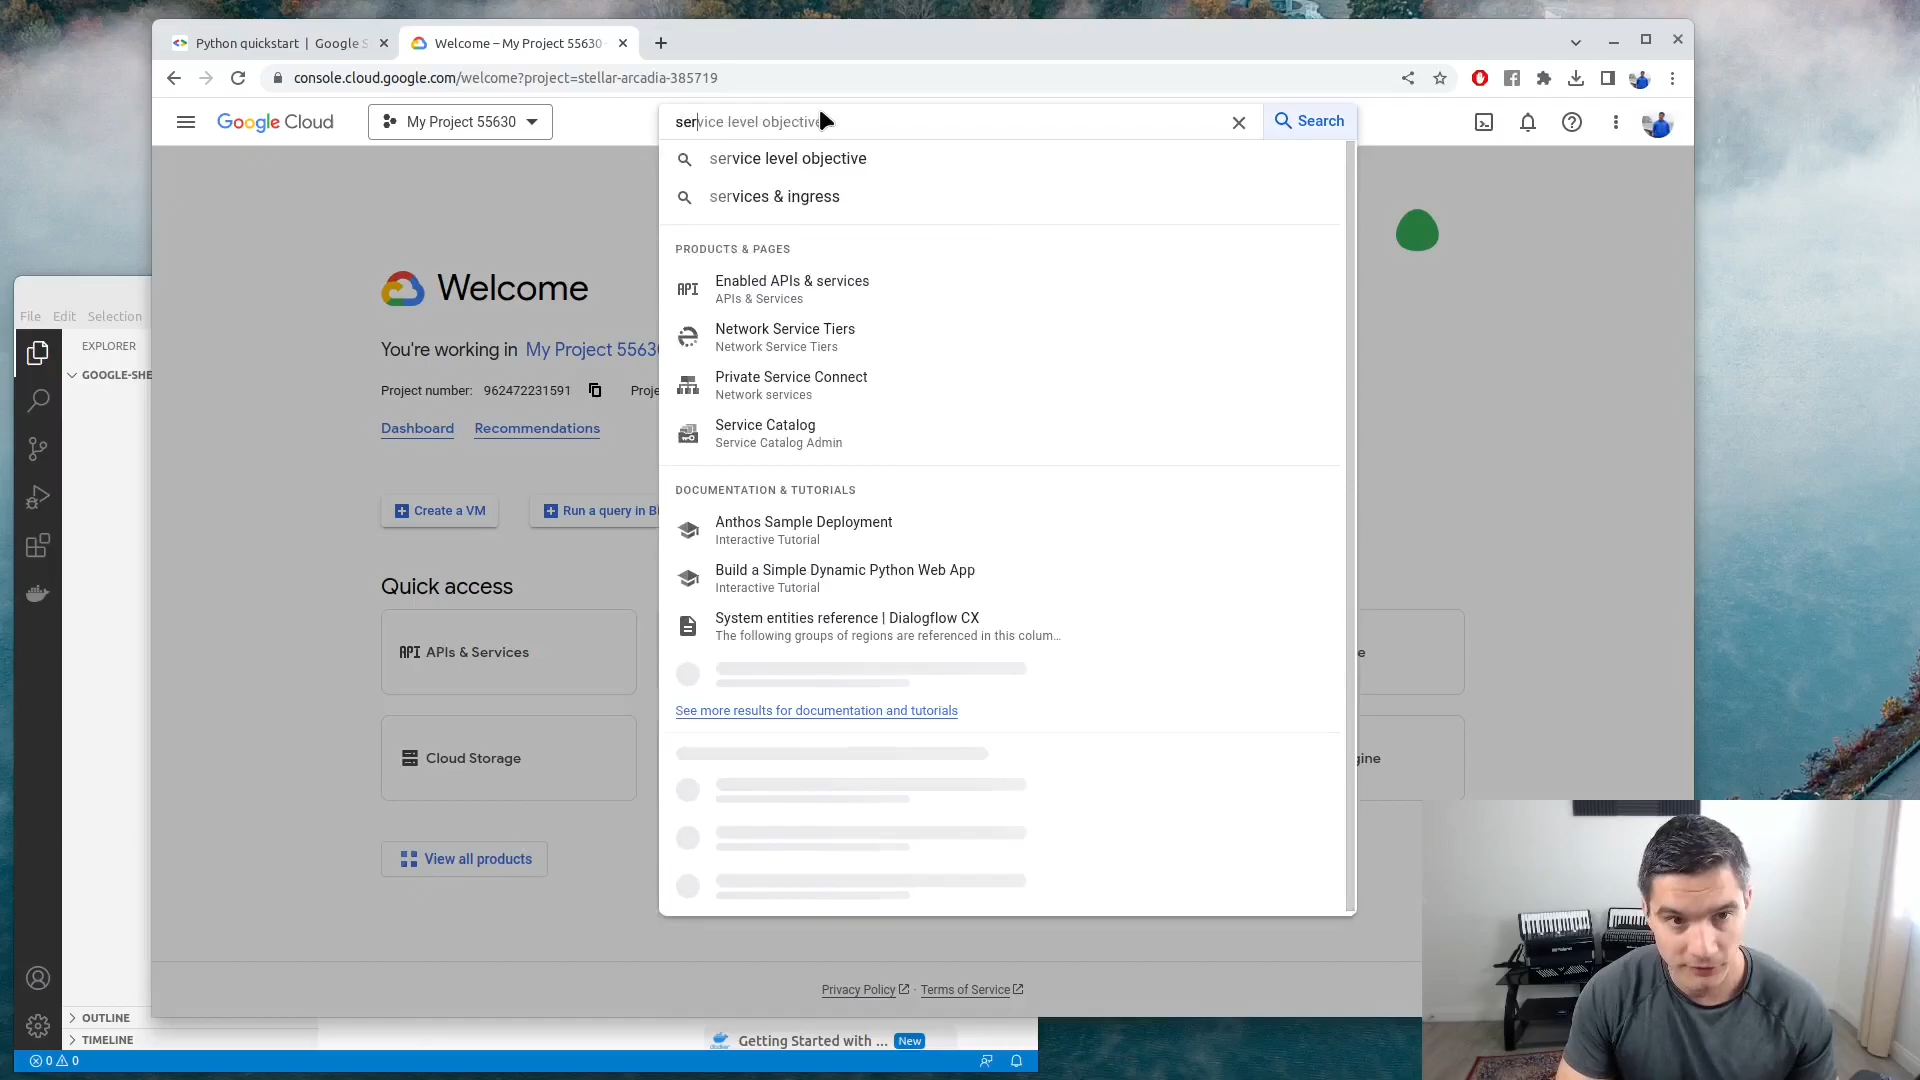 Python quickstart | Google S
Welcome – My Project 55630
console.cloud.google.com/welcome?project=stellar-arcadia-385719
Google Cloud
My Project 55630
service level objective
Search
service level objective
services & ingress
PRODUCTS & PAGES
API
Enabled APIs & services
APIs & Services
Network Service Tiers
Network Service Tiers
Private Service Connect
Network services
Service Catalog
Service Catalog Admin
DOCUMENTATION & TUTORIALS
Anthos Sample Deployment
Interactive Tutorial
Build a Simple Dynamic Python Web App
Interactive Tutorial
System entities reference | Dialogflow CX
The following groups of regions are referenced in this colum...
See more results for documentation and tutorials
Welcome
You're working in My Project 5563
Project number: 962472231591
Proje
Dashboard
Recommendations
Create a VM
Run a query in B
Quick access
API APIs & Services
e
Cloud Storage
gine
View all products
Privacy Policy · Terms of Service
File Edit Selection
EXPLORER
GOOGLE-SHE
OUTLINE
TIMELINE
Getting Started with ... New
0 0